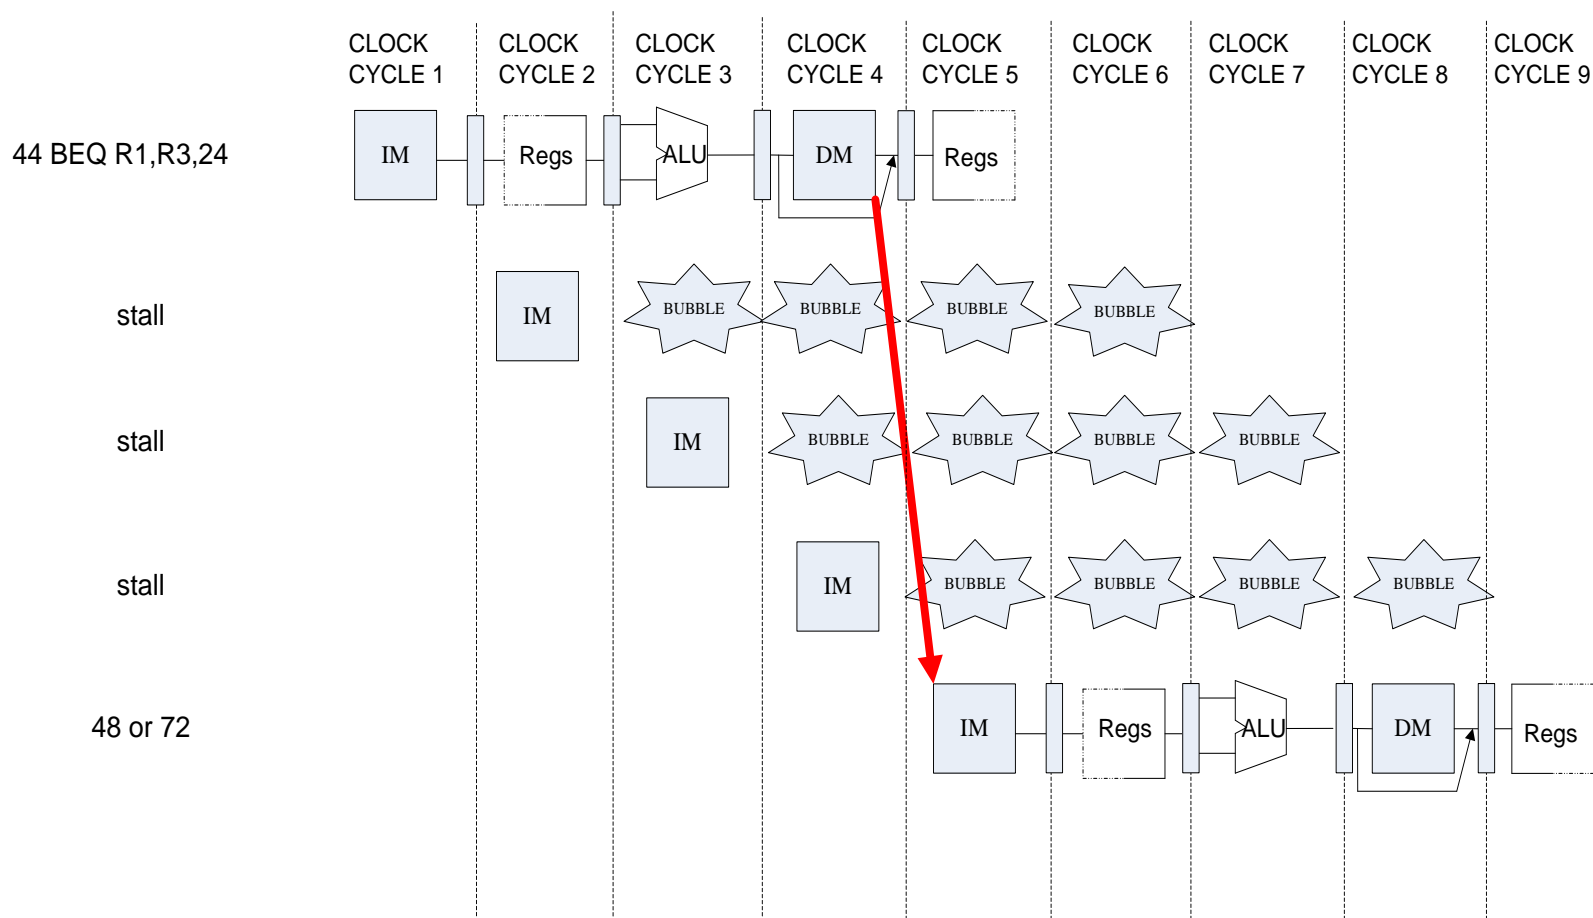 CLOCK CLOCK CLOCK CLOCK CLOCK CLOCK CLOCK CLOCK CLOCK
CYCLE 1 CYCLE 2 CYCLE 3 CYCLE 4 CYCLE 5 CYCLE 6 CYCLE 7 CYCLE 8 CYCLE 9
44 BEQ R1,R3,24 IM Regs ALU DM Regs
stall IM BUBBLE BUBBLE BUBBLE BUBBLE
stall IM BUBBLE BUBBLE BUBBLE BUBBLE
stall IM BUBBLE BUBBLE BUBBLE BUBBLE
48 or 72 IM Regs ALU DM Regs